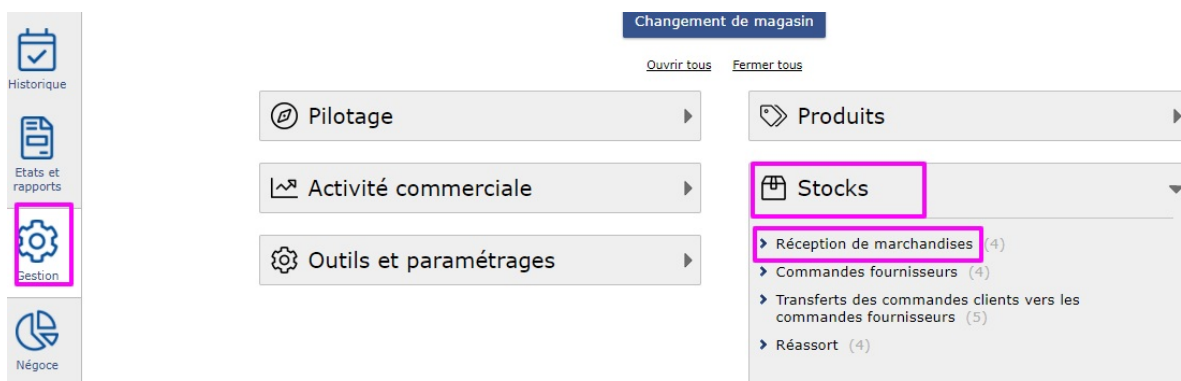 Changement de magasin
Ouvrir tous Fermer tous
Historique
Etats et
rapports
Gestion
Négoce
Pilotage
Activité commerciale
Outils et paramétrages
Produits
Stocks
Réception de marchandises (4)
Commandes fournisseurs (4)
Transferts des commandes clients vers les
commandes fournisseurs (5)
Réassort (4)